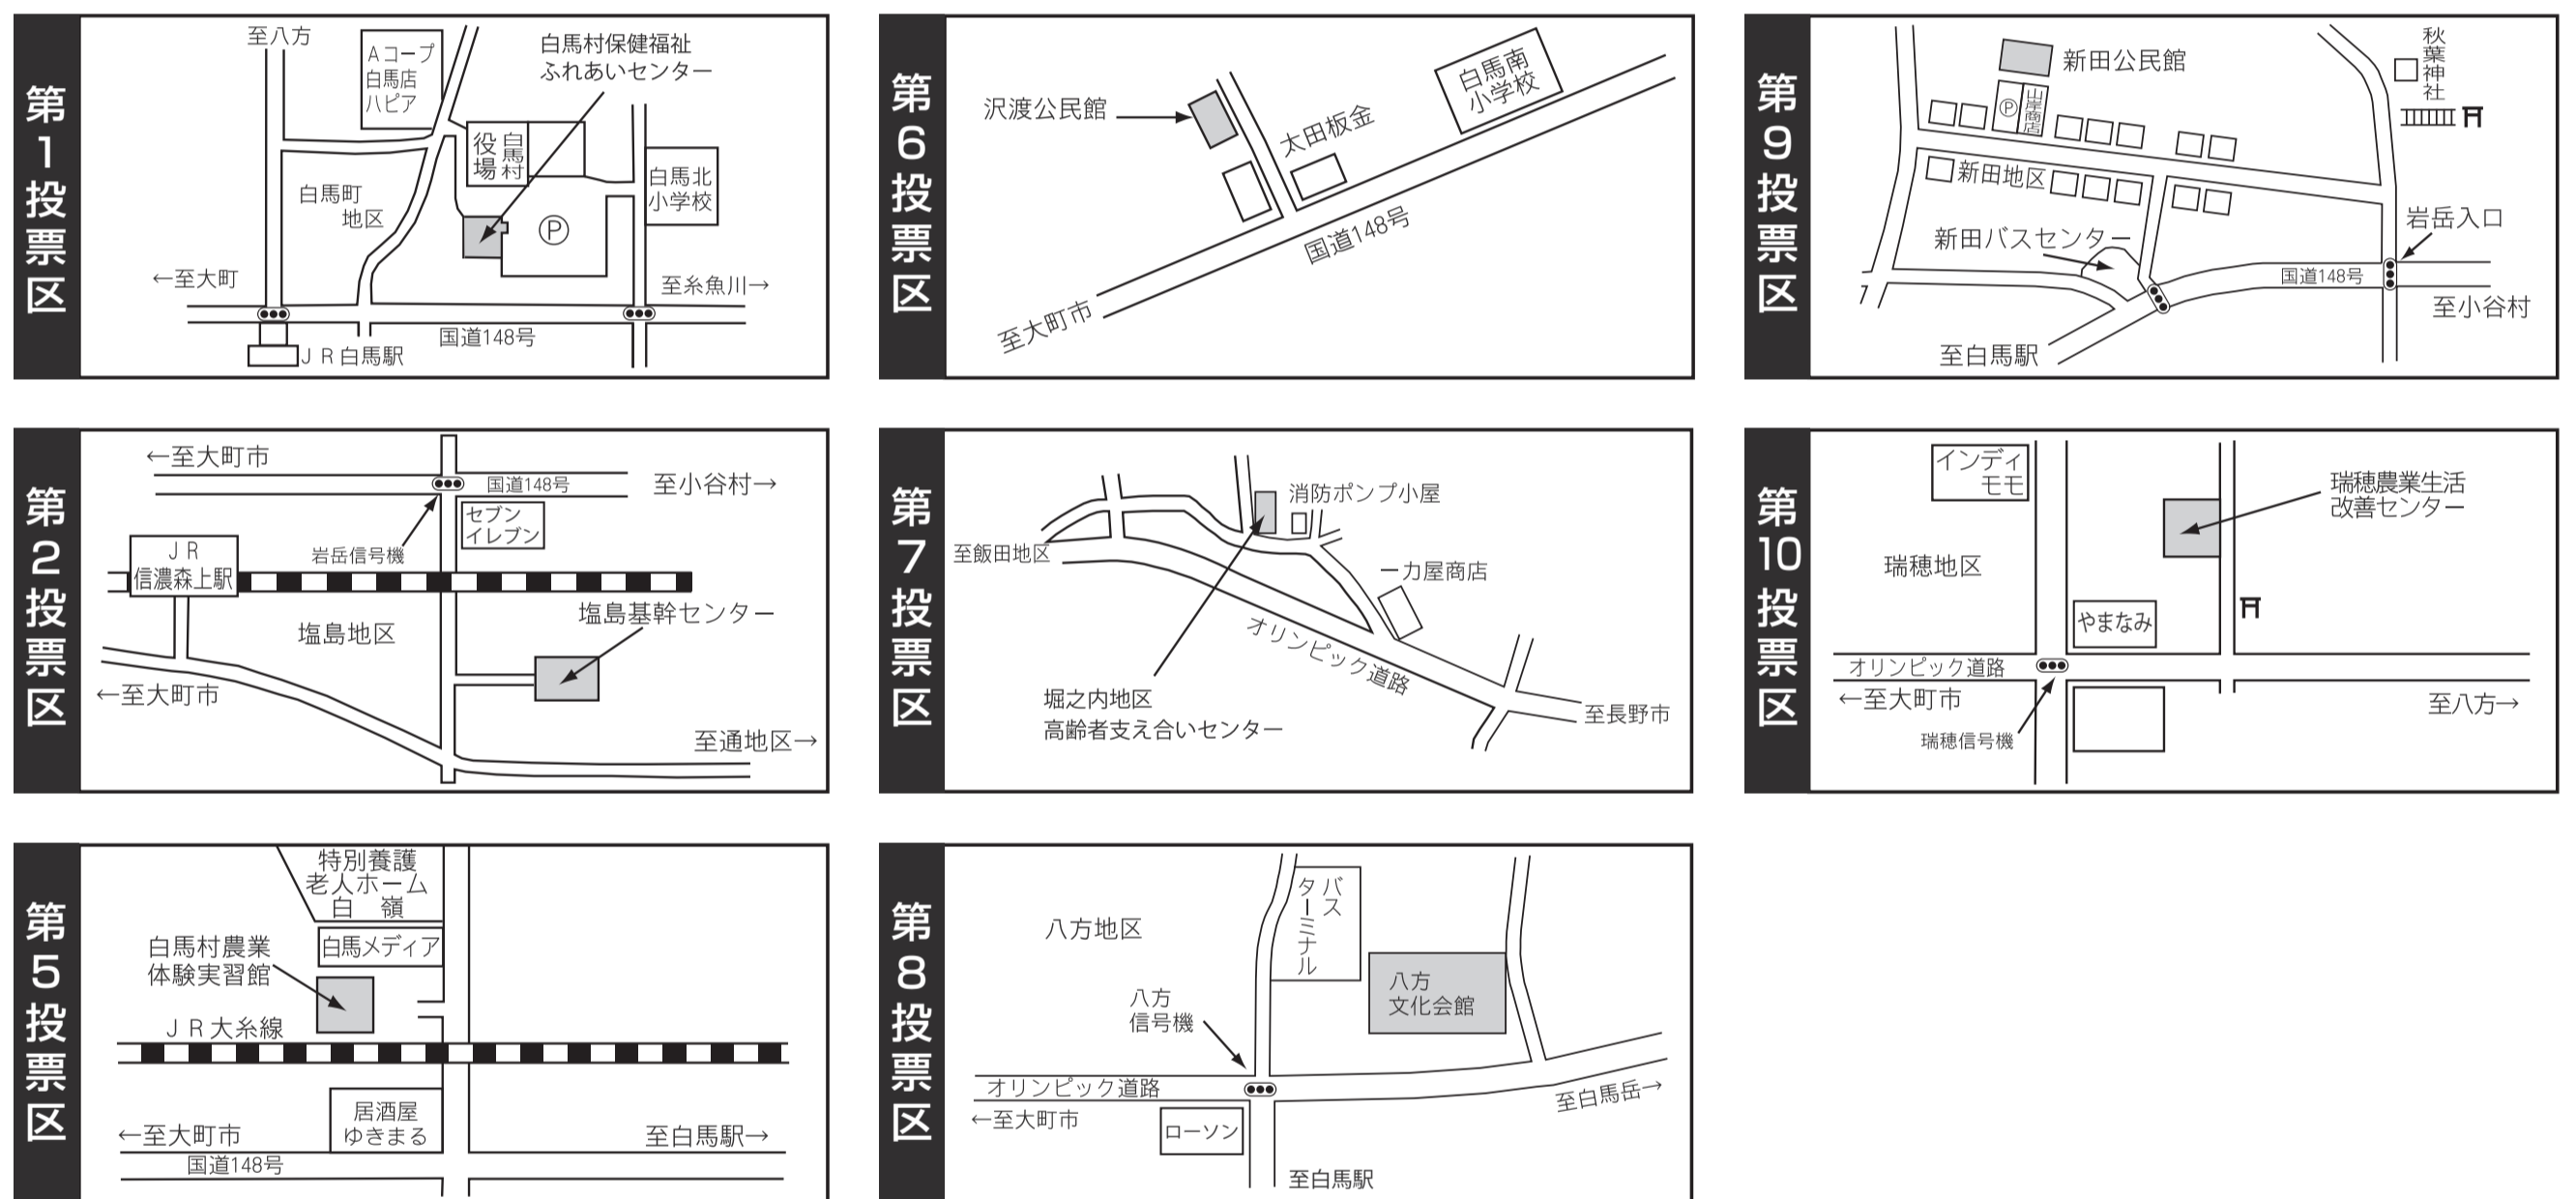 第1投票区
至八方
Aコープ
白馬店
ハピア
白馬村保健福祉
ふれあいセンター
白馬村
役場
白馬町
地区
Ⓟ
白馬北
小学校
←至大町
至糸魚川→
国道148号
JR白馬駅
第6投票区
沢渡公民館
太田板金
白馬南
小学校
国道148号
至大町市
第9投票区
新田公民館
秋葉神社
Ⓟ
山岸商店
新田地区
新田バスセンター
岩岳入口
国道148号
至小谷村
至白馬駅
第2投票区
←至大町市
国道148号
至小谷村→
セブン
イレブン
岩岳信号機
JR
信濃森上駅
塩島基幹センター
塩島地区
←至大町市
至通地区→
第7投票区
消防ポンプ小屋
至飯田地区
一力屋商店
オリンピック道路
堀之内地区
高齢者支え合いセンター
至長野市
第10投票区
インディ
モモ
瑞穂農業生活
改善センター
瑞穂地区
やまなみ
オリンピック道路
←至大町市
至八方→
瑞穂信号機
第5投票区
特別養護
老人ホーム
白　嶺
白馬メディア
白馬村農業
体験実習館
JR大糸線
居酒屋
ゆきまる
←至大町市
至白馬駅→
国道148号
第8投票区
バス
ターミナル
八方地区
八方
文化会館
八方
信号機
オリンピック道路
←至大町市
至白馬岳→
ローソン
至白馬駅